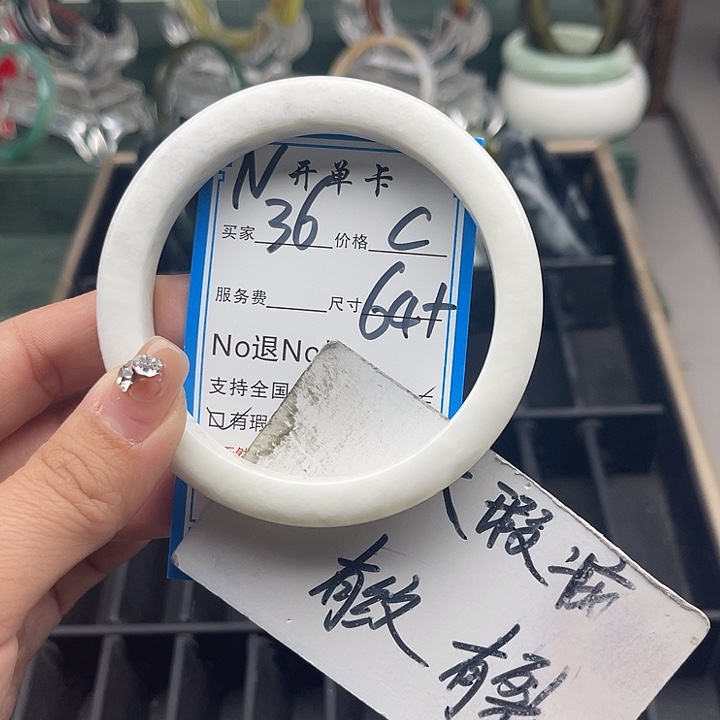 N 开单卡
买家 36 价格 C
服务费 尺寸 64+
No退No
支持全国
有瑕
瑕
有纹
有裂